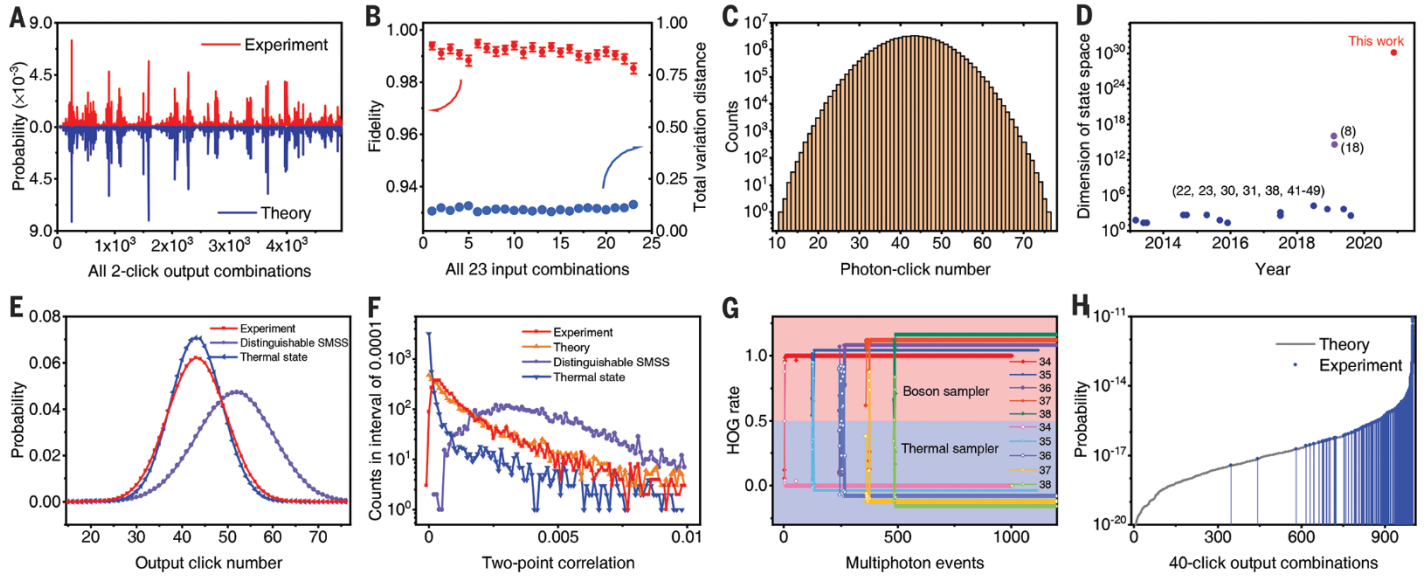 A
9.0
4.5
0.0
4.5
9.0
Probability (×10⁻³)
Experiment
Theory
0
1×10³
2×10³
3×10³
4×10³
All 2-click output combinations
B
1.00
0.98
0.96
0.94
Fidelity
1.00
0.75
0.50
0.25
0.00
Total variation distance
0
5
10
15
20
25
All 23 input combinations
C
10⁷
10⁶
10⁵
10⁴
10³
10²
10¹
10⁰
Counts
10
20
30
40
50
60
70
Photon-click number
D
10³⁰
10²⁴
10¹⁸
10¹²
10⁶
10⁰
Dimension of state space
This work
(8)
(18)
(22, 23, 30, 31, 38, 41-49)
2014
2016
2018
2020
Year
E
0.08
0.06
0.04
0.02
0.00
Probability
Experiment
Distinguishable SMSS
Thermal state
20
30
40
50
60
70
Output click number
F
10³
10²
10¹
10⁰
Counts in interval of 0.0001
Experiment
Theory
Distinguishable SMSS
Thermal state
0
0.005
0.01
Two-point correlation
G
1.0
0.5
0.0
HOG rate
Boson sampler
Thermal sampler
34
35
36
37
38
34
35
36
37
38
0
500
1000
Multiphoton events
H
10⁻¹¹
10⁻¹⁴
10⁻¹⁷
10⁻²⁰
Probability
Theory
Experiment
0
300
600
900
40-click output combinations